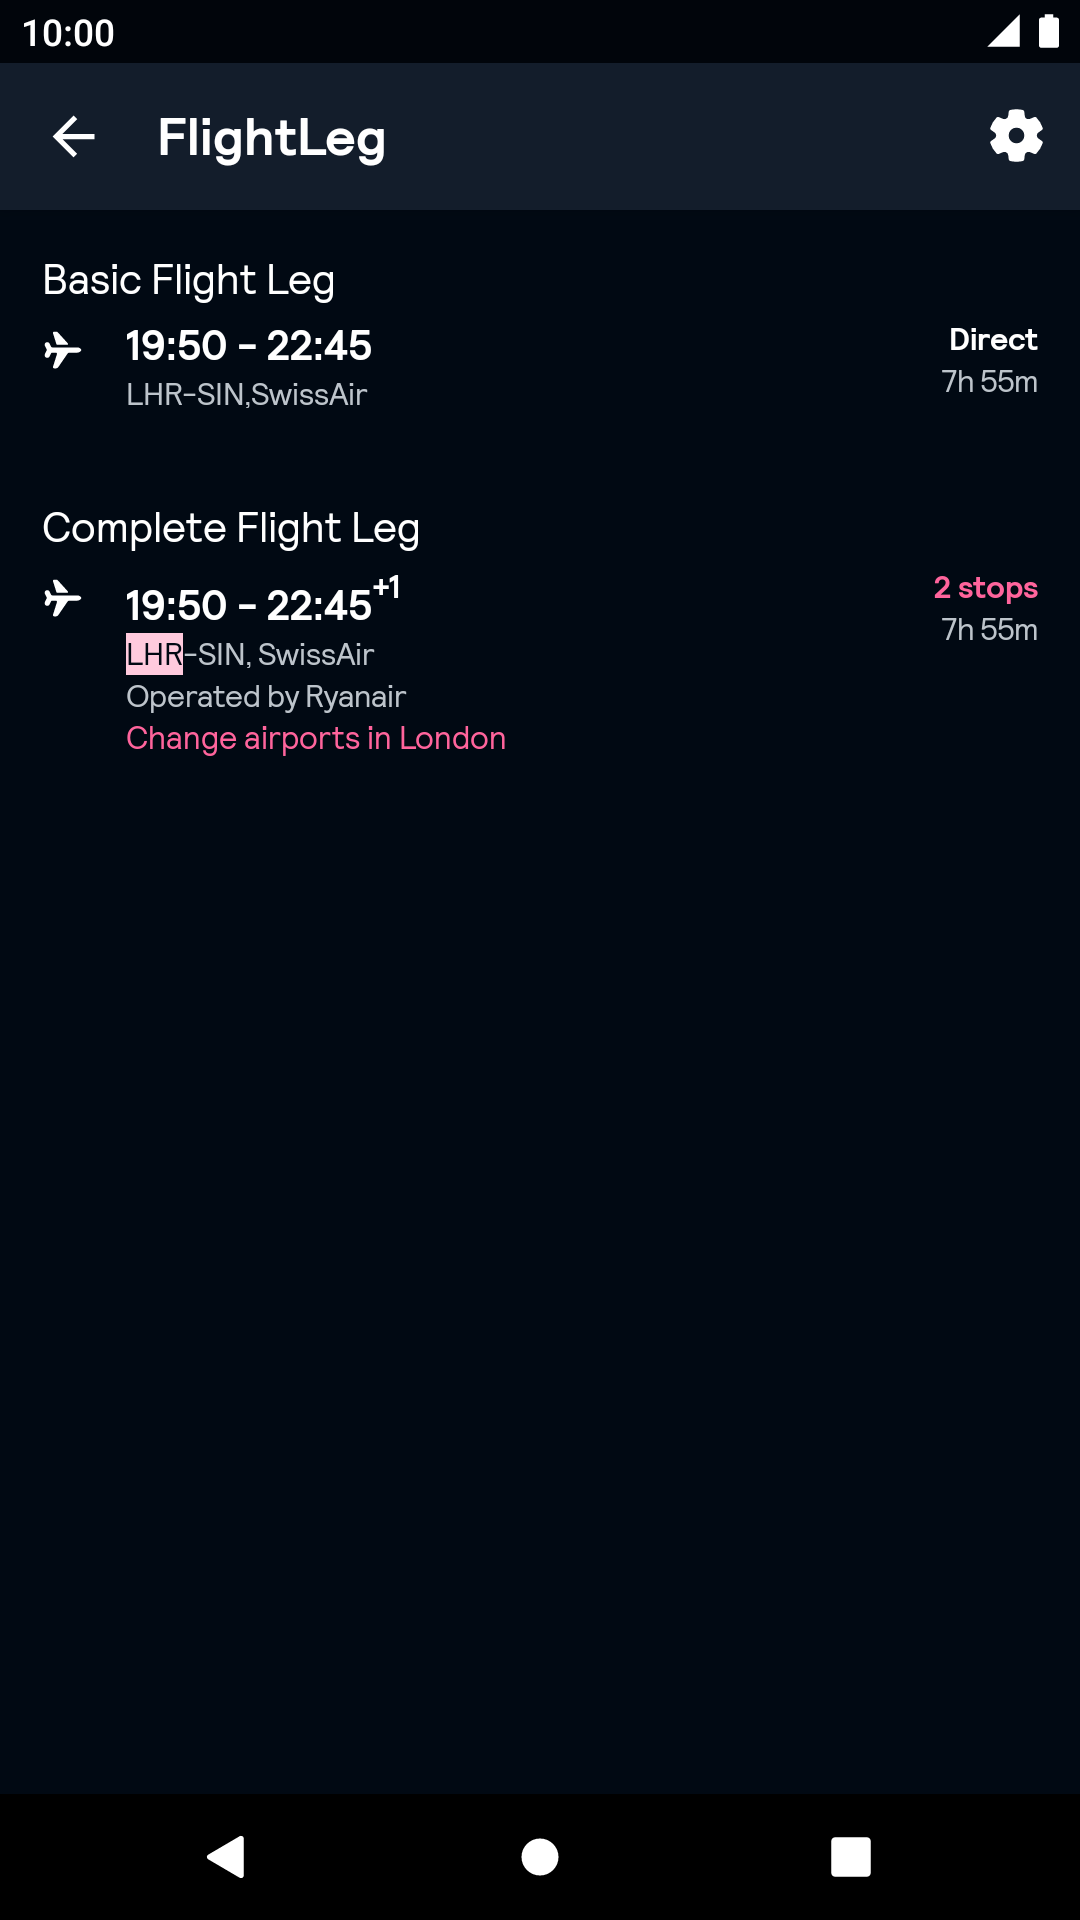 10:00
FlightLeg
Basic Flight Leg
19:50 - 22:45
Direct
LHR-SIN,SwissAir
7h 55m
Complete Flight Leg
19:50 - 22:45+1
2 stops
LHR-SIN, SwissAir
7h 55m
Operated by Ryanair
Change airports in London